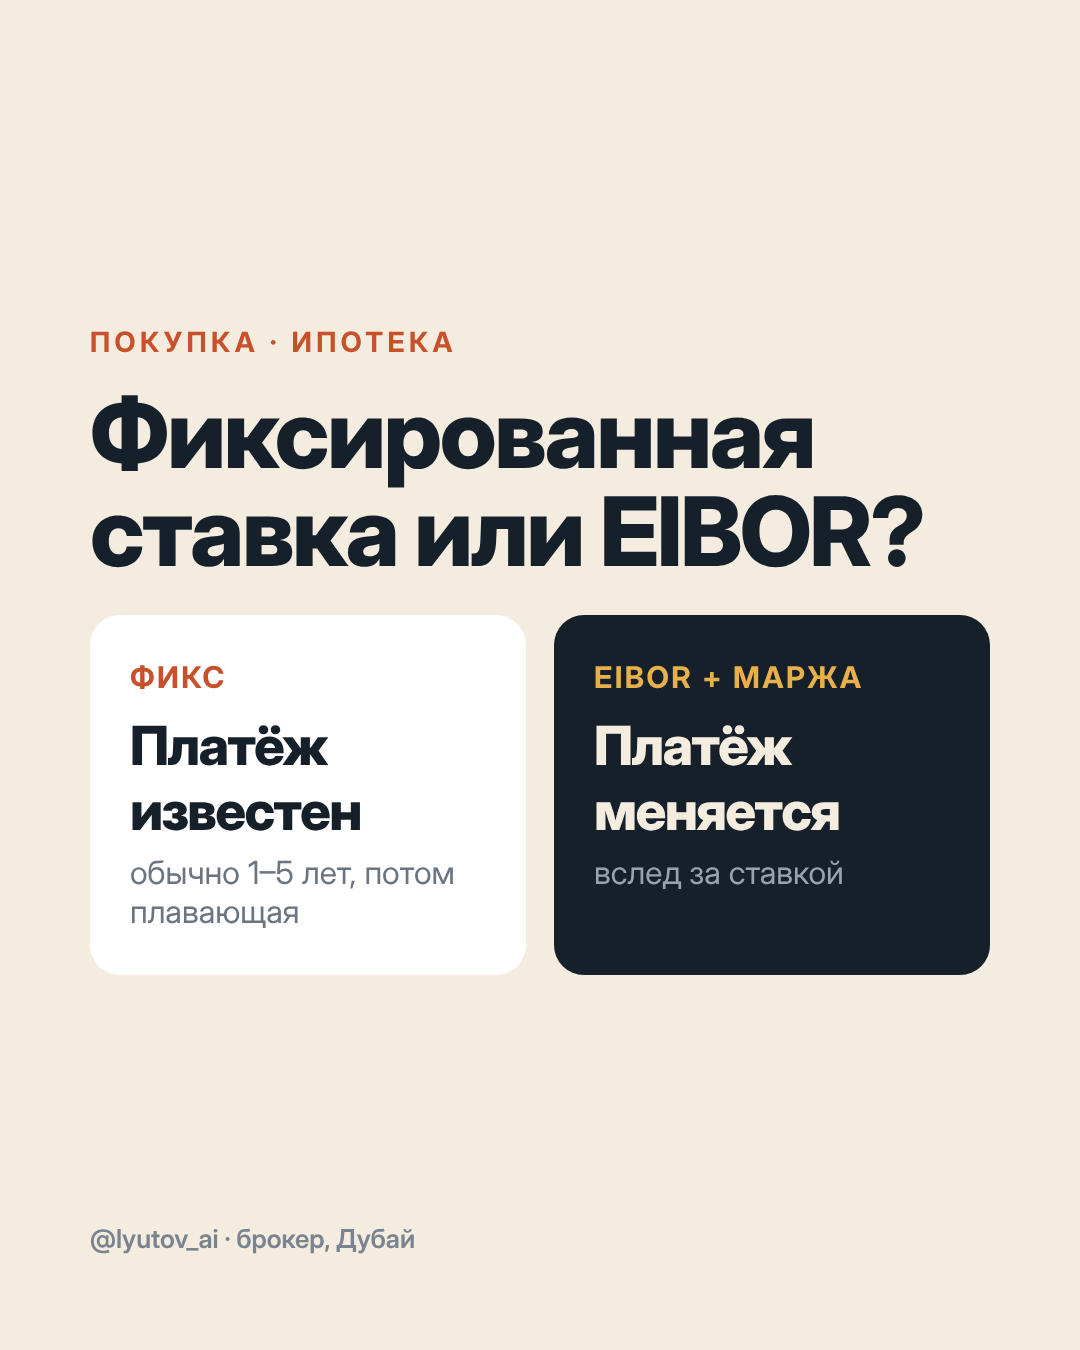 ПОКУПКА · ИПОТЕКА
Фиксированная
ставка или EIBOR?
ФИКС
Платёж
известен
обычно 1–5 лет, потом
плавающая
EIBOR + МАРЖА
Платёж
меняется
вслед за ставкой
@lyutov_ai · брокер, Дубай